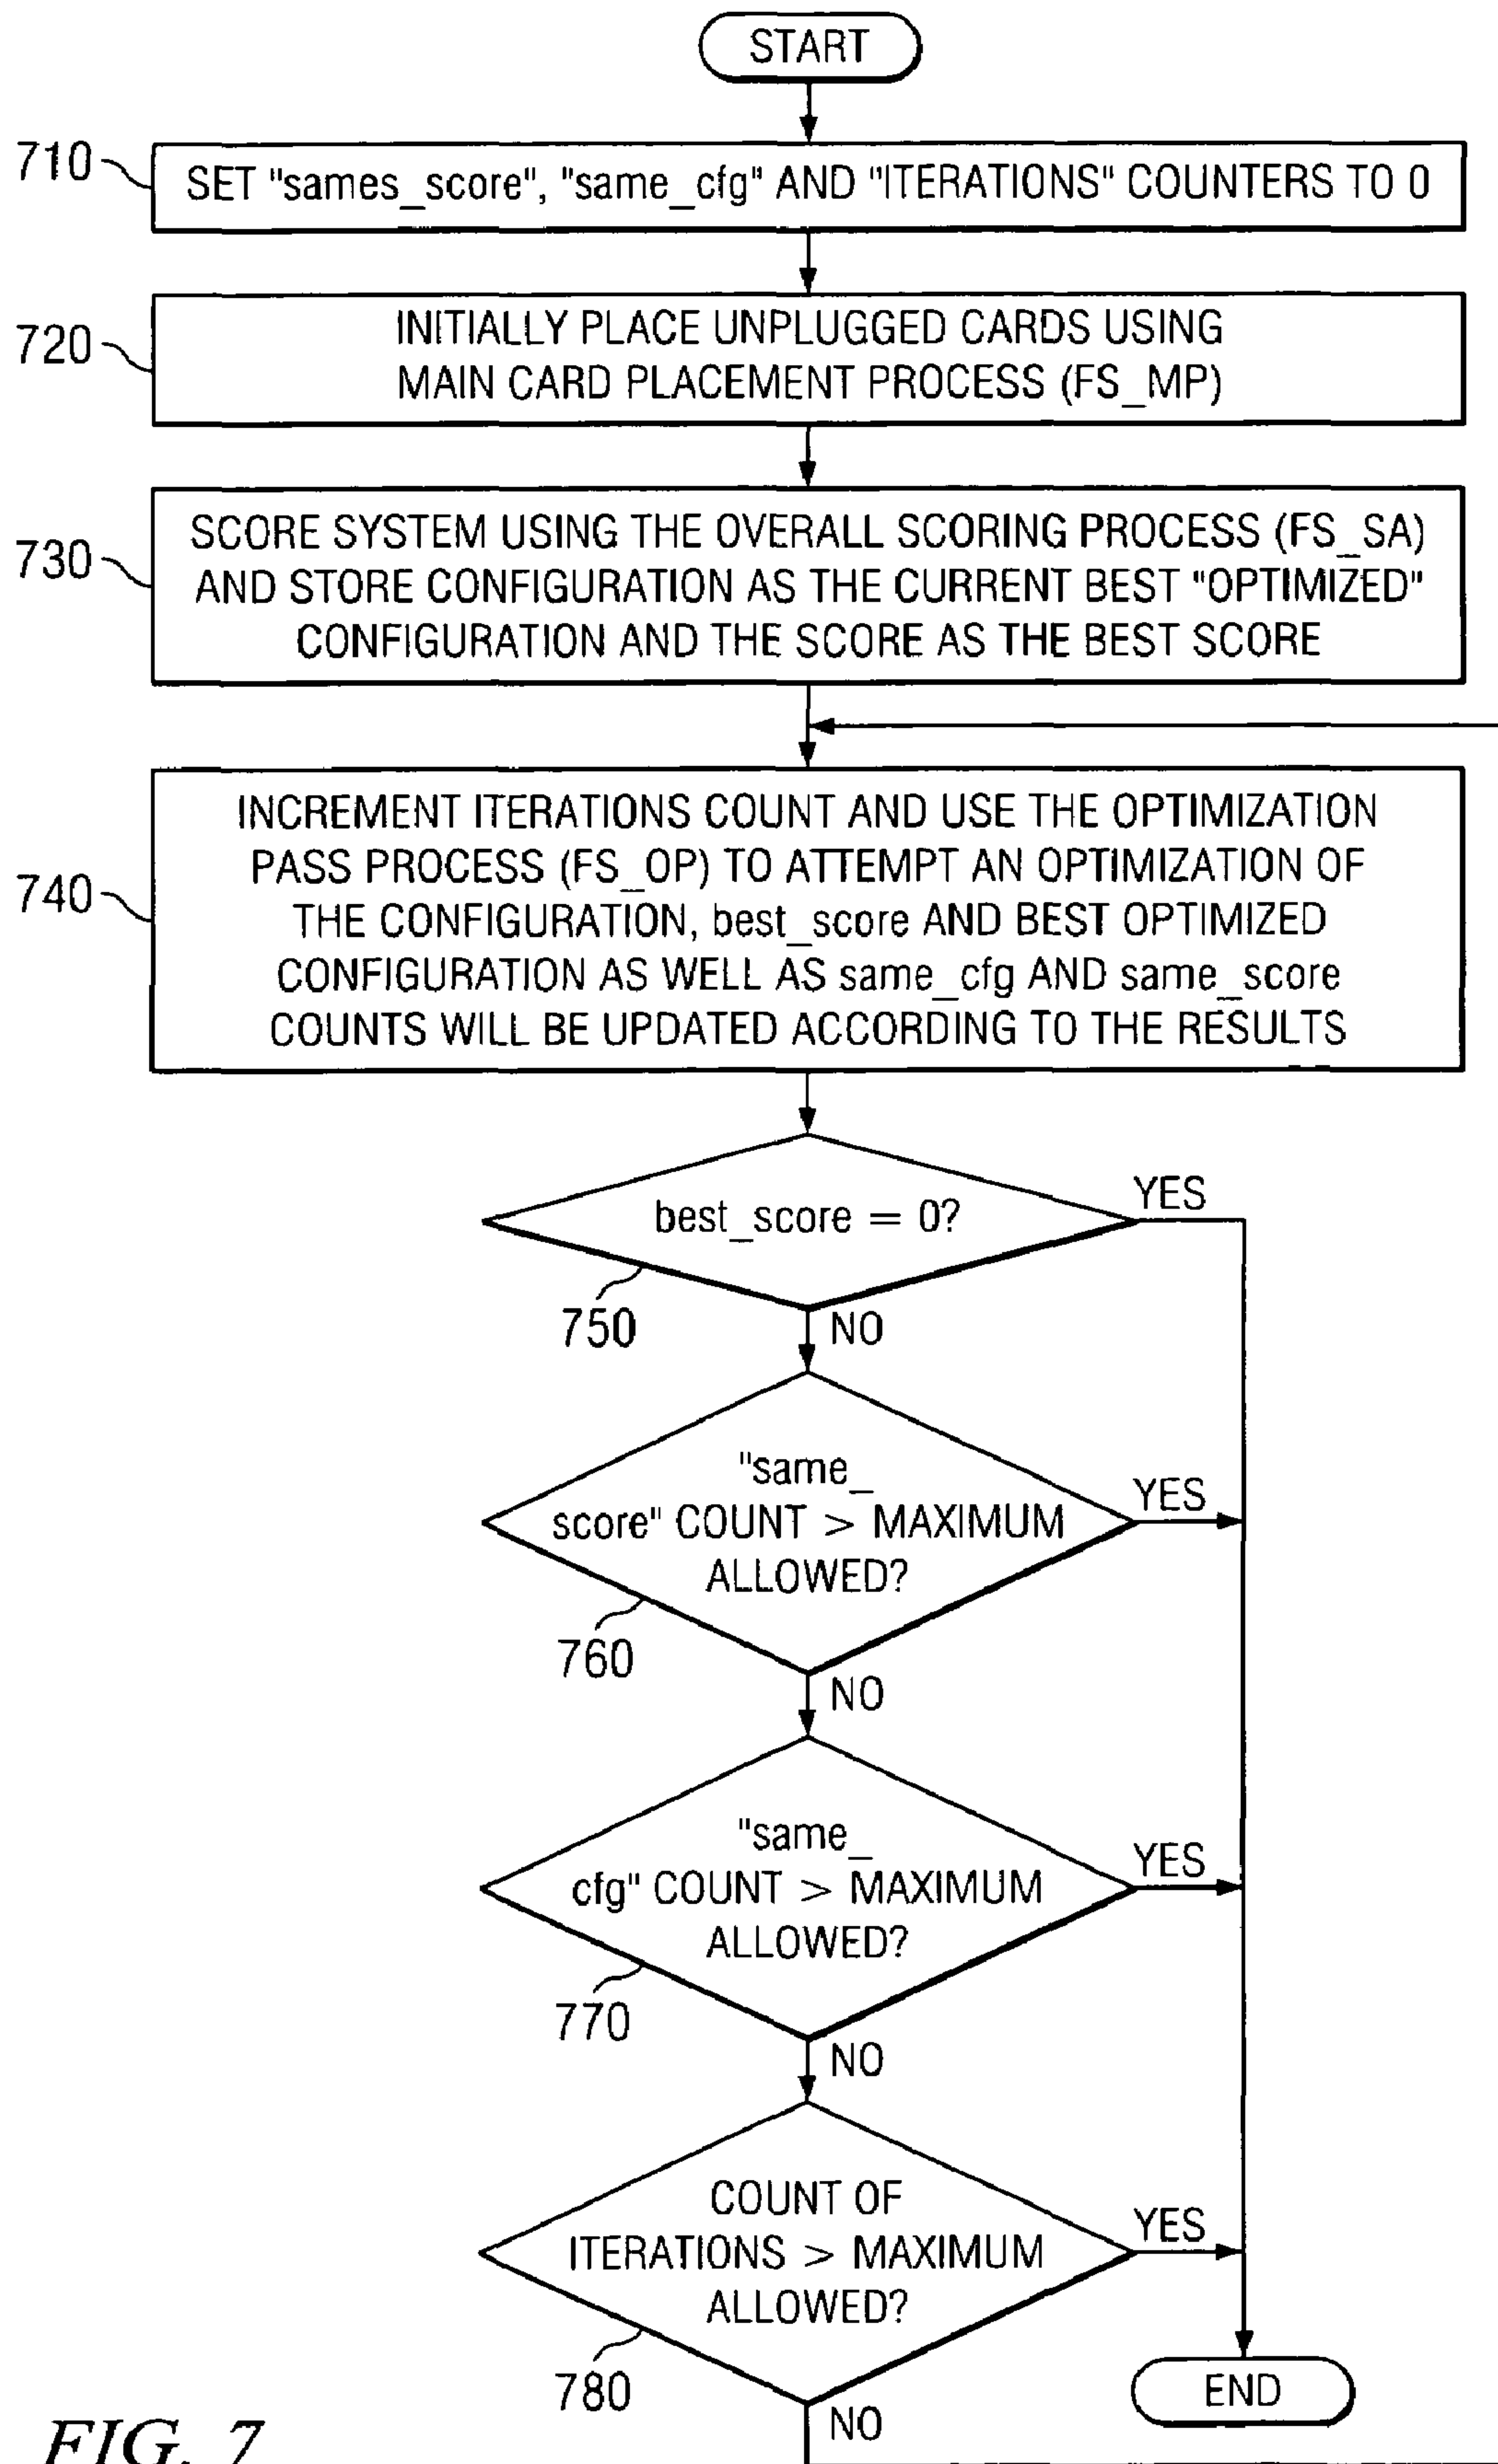 START
710
SET "sames_score", "same_cfg" AND "ITERATIONS" COUNTERS TO 0
720
INITIALLY PLACE UNPLUGGED CARDS USING
MAIN CARD PLACEMENT PROCESS (FS_MP)
730
SCORE SYSTEM USING THE OVERALL SCORING PROCESS (FS_SA)
AND STORE CONFIGURATION AS THE CURRENT BEST "OPTIMIZED"
CONFIGURATION AND THE SCORE AS THE BEST SCORE
740
INCREMENT ITERATIONS COUNT AND USE THE OPTIMIZATION
PASS PROCESS (FS_OP) TO ATTEMPT AN OPTIMIZATION OF
THE CONFIGURATION, best_score AND BEST OPTIMIZED
CONFIGURATION AS WELL AS same_cfg AND same_score
COUNTS WILL BE UPDATED ACCORDING TO THE RESULTS
best_score = 0?
YES
750
NO
"same_
score" COUNT > MAXIMUM
ALLOWED?
YES
760
NO
"same_
cfg" COUNT > MAXIMUM
ALLOWED?
YES
770
NO
COUNT OF
ITERATIONS > MAXIMUM
ALLOWED?
YES
780
NO
END
FIG. 7